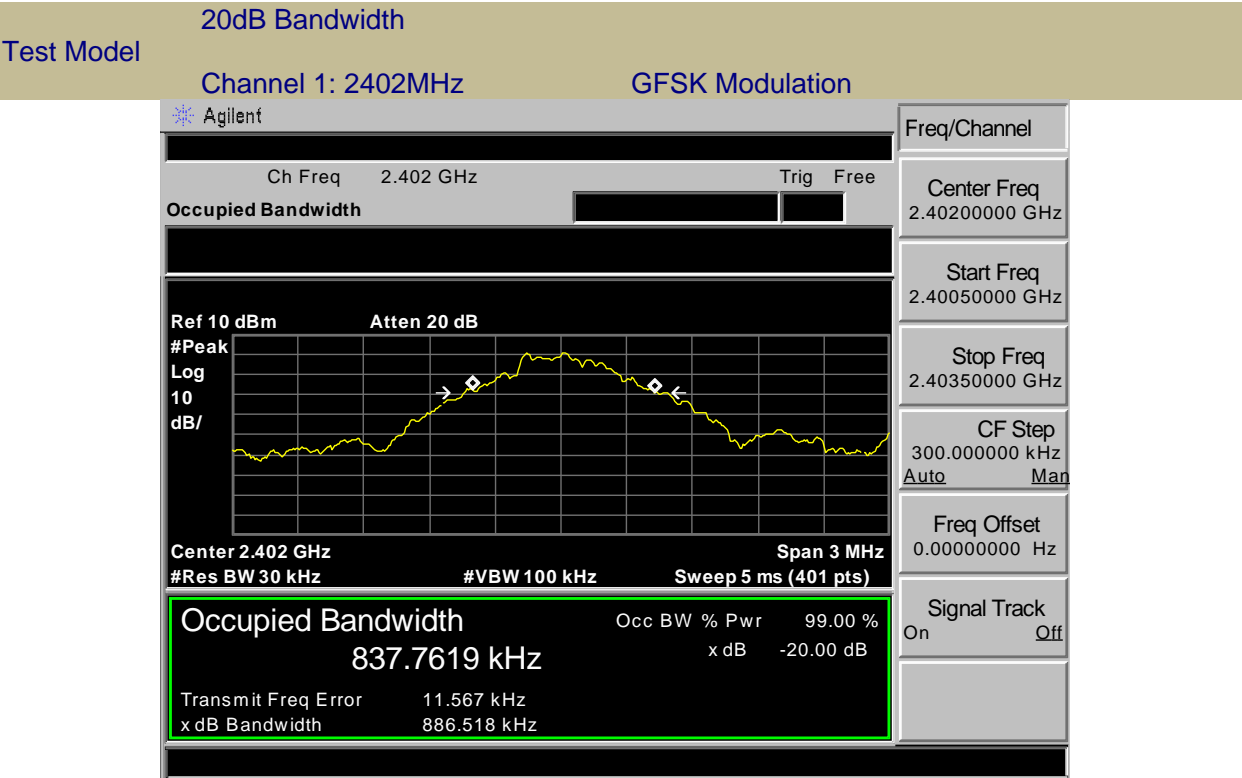 20dB Bandwidth
Test Model
Channel 1: 2402MHz GFSK Modulation
Agilent
Freq/Channel
Ch Freq 2.402 GHz Trig Free
Occupied Bandwidth
Center Freq
2.40200000 GHz
Start Freq
2.40050000 GHz
Stop Freq
2.40350000 GHz
CF Step
300.000000 kHz
Auto Man
Freq Offset
0.00000000 Hz
Signal Track
On Off
Ref 10 dBm Atten 20 dB
#Peak
Log
10
dB/
Center 2.402 GHz Span 3 MHz
#Res BW 30 kHz #VBW 100 kHz Sweep 5 ms (401 pts)
Occupied Bandwidth Occ BW % Pwr 99.00 %
837.7619 kHz x dB -20.00 dB
Transmit Freq Error 11.567 kHz
x dB Bandwidth 886.518 kHz